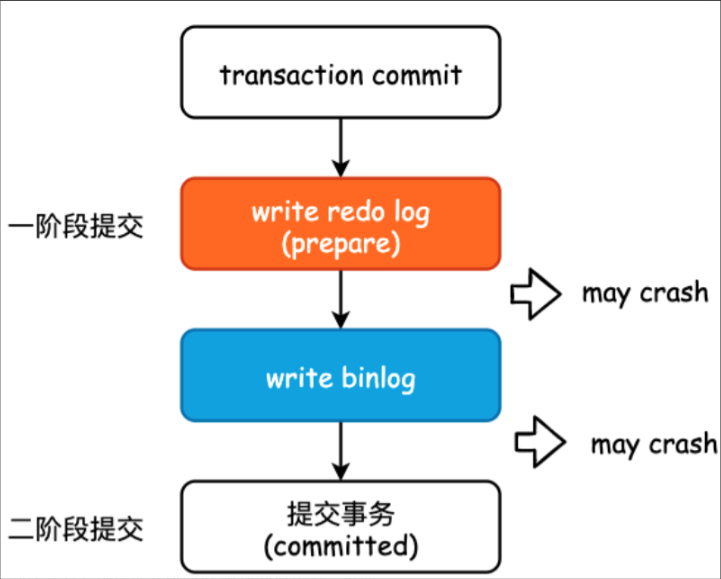 transaction commit
一阶段提交
write redo log
(prepare)
may crash
write binlog
may crash
二阶段提交
提交事务
(committed)